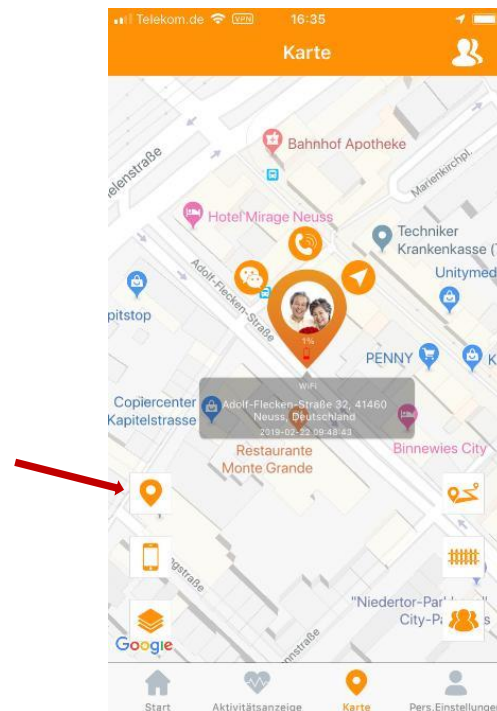 Telekom.de VPN 16:35
Karte
Bahnhof Apotheke
Marienkirchpl.
Hotel Mirage Neuss
Techniker
Krankenkasse (
Adolf-Flecken-Straße
Unitymed
pitstop
1%
PENNY
K
WiFi
Copiercenter
Kapitelstrasse
Adolf-Flecken-Straße 32, 41460
Neuss, Deutschland
2019-02-22 09:48:43
Binnewies City
Restaurante
Monte Grande
"Niedertor-Par
City-P
s
Google
Start Aktivitätsanzeige Karte Pers.Einstellungen